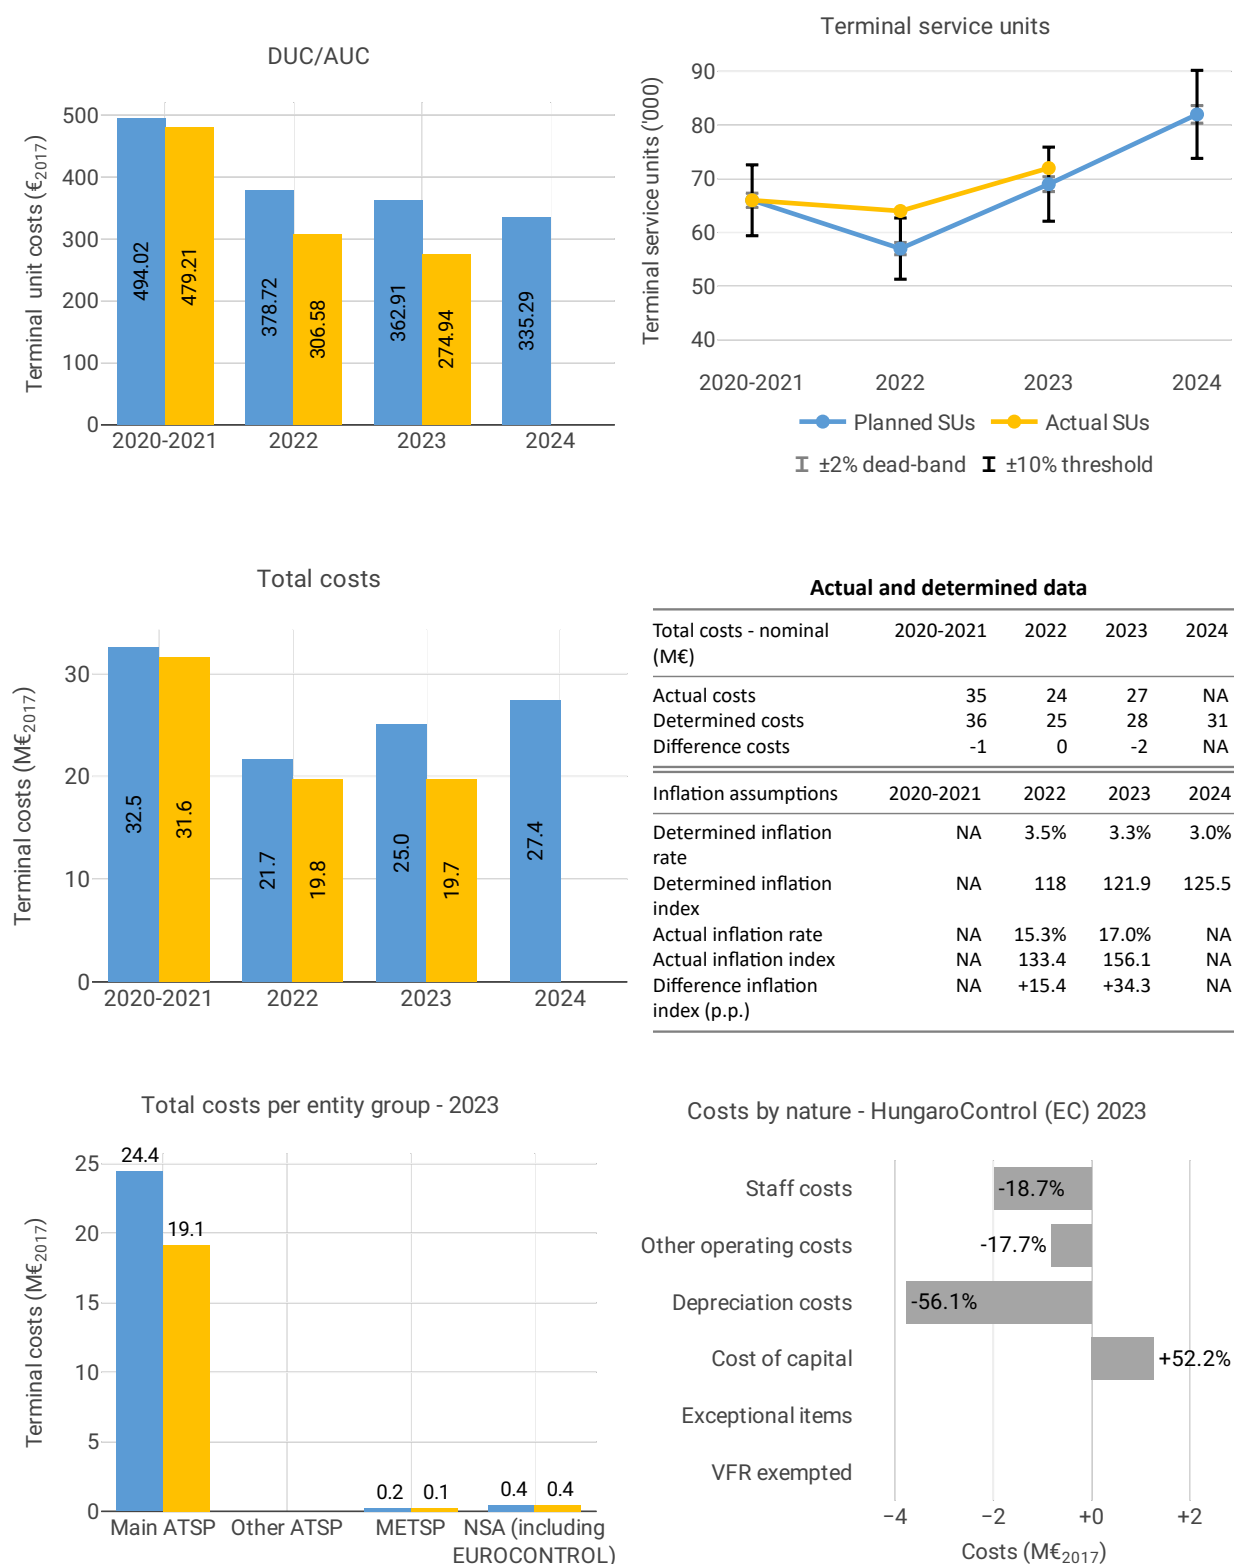 DUC/AUC
Terminal unit costs (€2017)
500
400
300
200
100
0
494.02
479.21
378.72
306.58
362.91
274.94
335.29
2020-2021
2022
2023
2024
Terminal service units
Terminal service units ('000)
90
80
70
60
50
40
2020-2021
2022
2023
2024
Planned SUs
Actual SUs
±2% dead-band
±10% threshold
Total costs
Terminal costs (M€2017)
30
20
10
0
32.5
31.6
21.7
19.8
25.0
19.7
27.4
2020-2021
2022
2023
2024
Actual and determined data
Total costs - nominal 2020-2021 2022 2023 2024
(M€)
Actual costs 35 24 27 NA
Determined costs 36 25 28 31
Difference costs -1 0 -2 NA
Inflation assumptions 2020-2021 2022 2023 2024
Determined inflation NA 3.5% 3.3% 3.0%
rate
Determined inflation NA 118 121.9 125.5
index
Actual inflation rate NA 15.3% 17.0% NA
Actual inflation index NA 133.4 156.1 NA
Difference inflation NA +15.4 +34.3 NA
index (p.p.)
Total costs per entity group - 2023
Terminal costs (M€2017)
25
20
15
10
5
0
24.4
19.1
0.2
0.1
0.4
0.4
Main ATSP
Other ATSP
METSP
NSA (including
EUROCONTROL)
Costs by nature - HungaroControl (EC) 2023
Staff costs
-18.7%
Other operating costs
-17.7%
Depreciation costs
-56.1%
Cost of capital
+52.2%
Exceptional items
VFR exempted
−4
−2
+0
+2
Costs (M€2017)